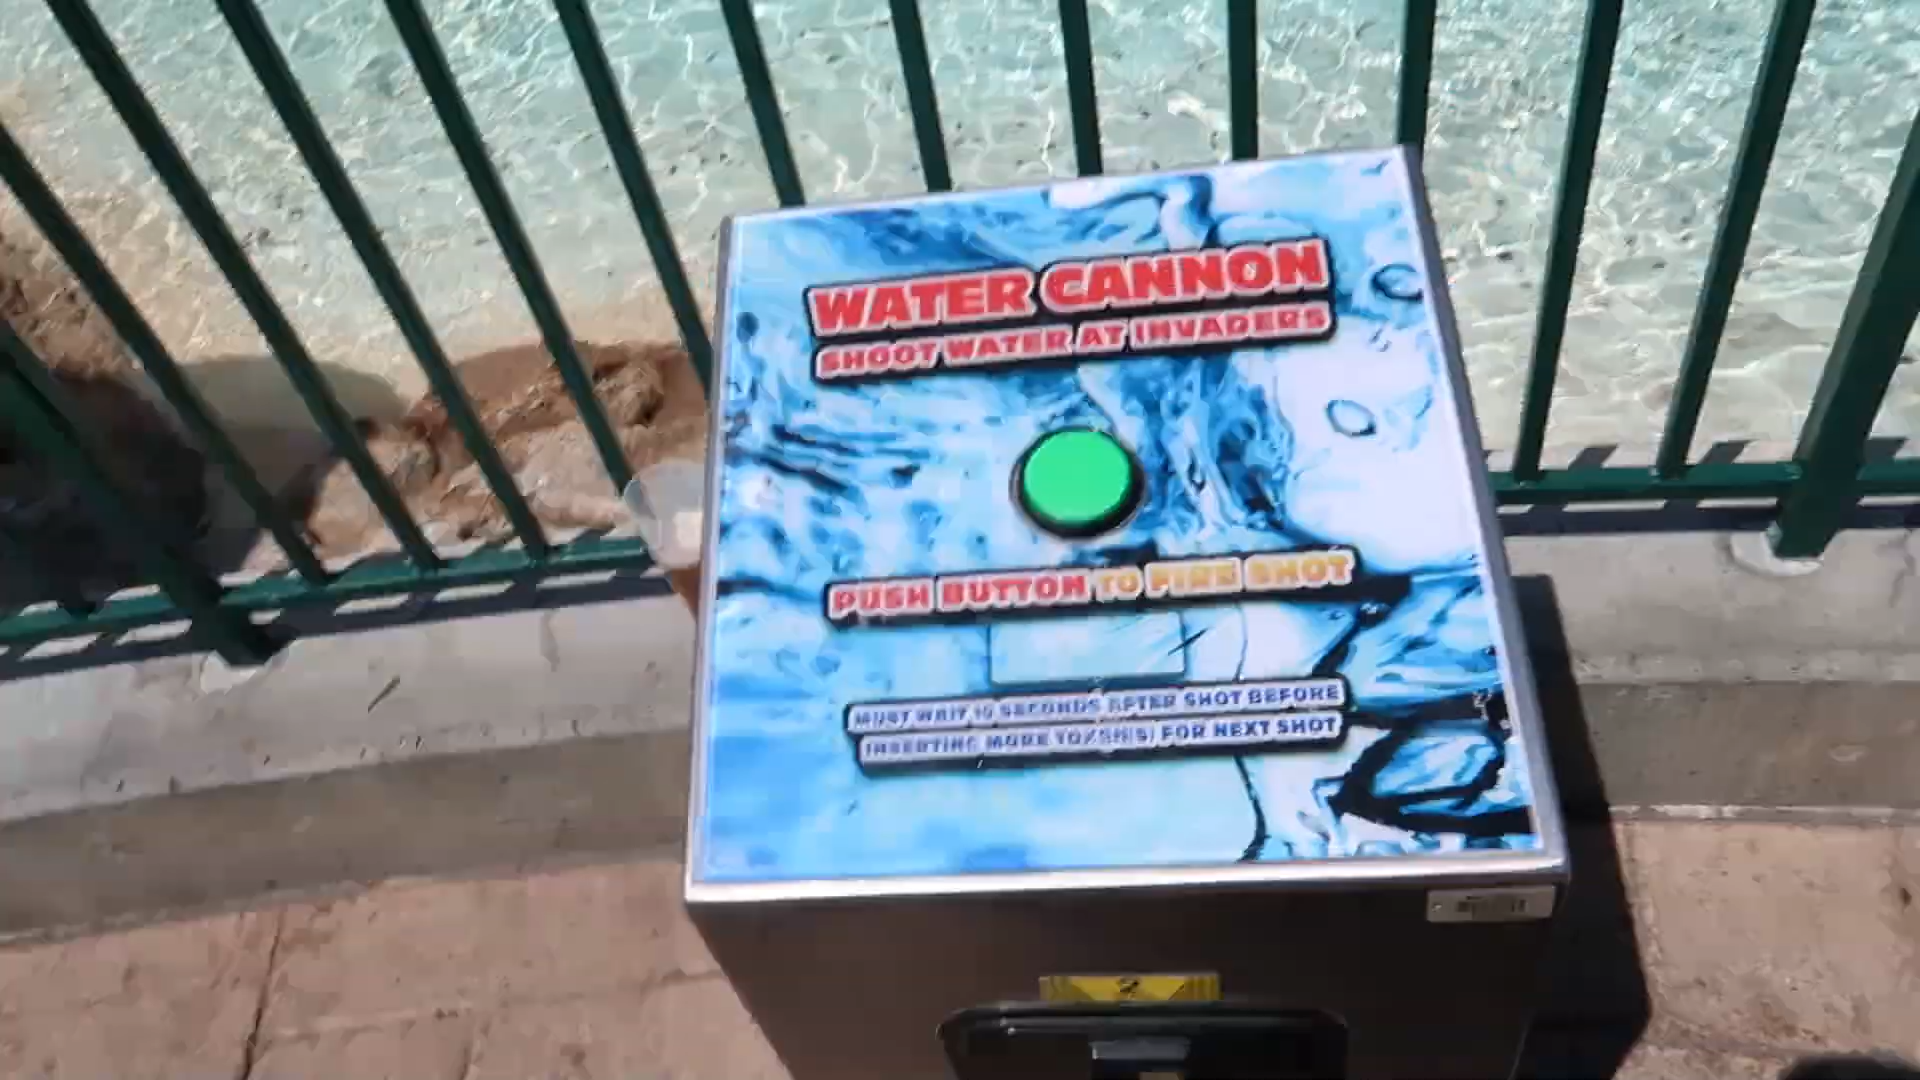 WATER CANNON
SHOOT WATER AT INVADERS
PUSH BUTTON TO FIRE SHOT
MUST WAIT 10 SECONDS AFTER SHOT BEFORE
INSERTING MORE TOKEN(S) FOR NEXT SHOT
2